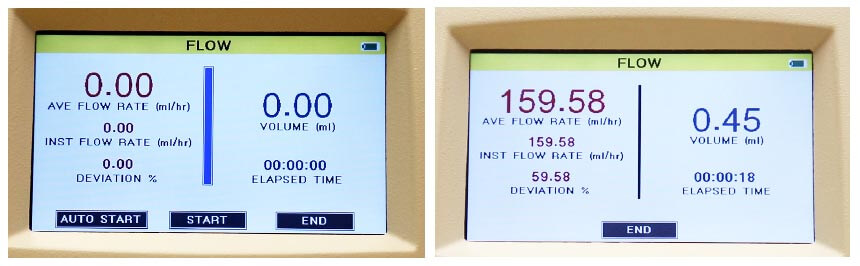 FLOW
0.00
AVE FLOW RATE (ml/hr)
0.00
INST FLOW RATE (ml/hr)
0.00
DEVIATION %
0.00
VOLUME (ml)
00:00:00
ELAPSED TIME
AUTO START
START
END
FLOW
159.58
AVE FLOW RATE (ml/hr)
159.58
INST FLOW RATE (ml/hr)
59.58
DEVIATION %
0.45
VOLUME (ml)
00:00:18
ELAPSED TIME
END